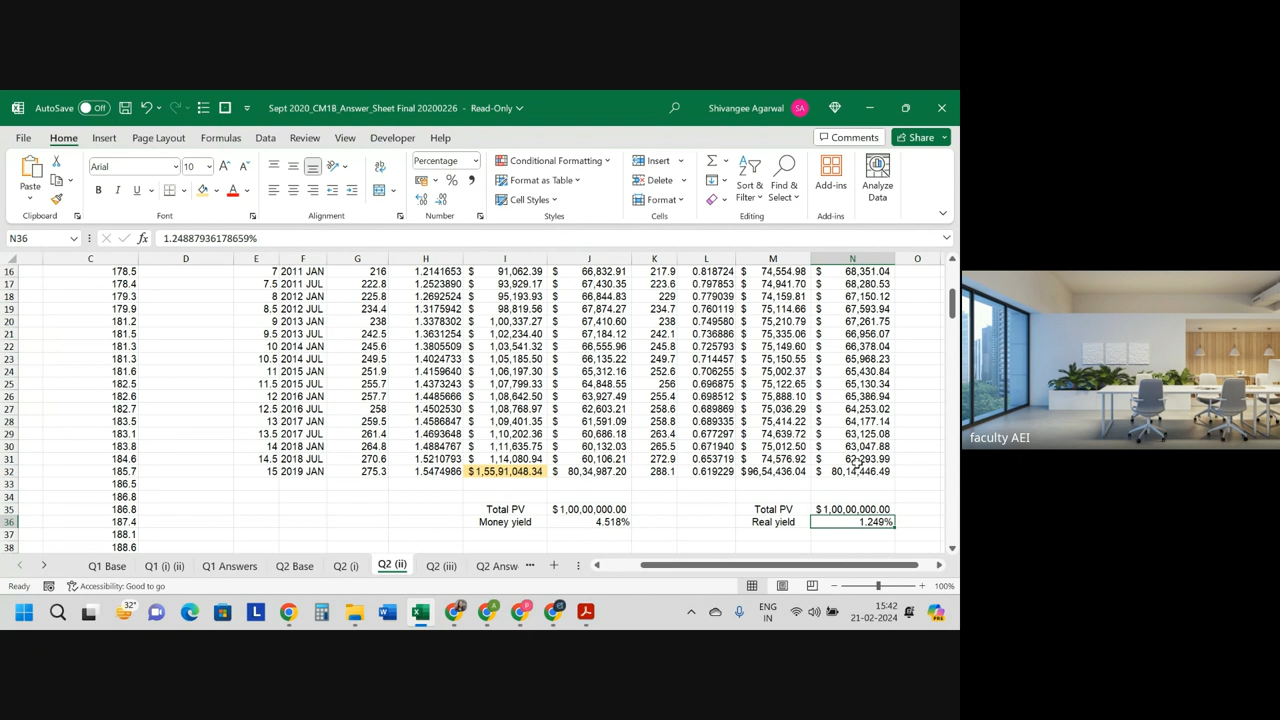 AutoSave Off Sept 2020_CM1B_Answer_Sheet Final 20200226 - Read-Only Shivangee Agarwal SA
File Home Insert Page Layout Formulas Data Review View Developer Help Comments Share
Paste Arial 10 A A ab Percentage Conditional Formatting Insert Σ
B I U A % , Format as Table Delete Sort & Filter Find & Select Add-ins Analyze Data
Cell Styles Format
Clipboard Font Alignment Number Styles Cells Editing Add-ins
N36 fx 1.24887936178659%
C D E F G H I J K L M N O
16 178.5 7 2011 JAN 216 1.2141653 $ 91,062.39 $ 66,832.91 217.9 0.818724 $ 74,554.98 $ 68,351.04
17 178.4 7.5 2011 JUL 222.8 1.2523890 $ 93,929.17 $ 67,430.35 223.6 0.797853 $ 74,941.70 $ 68,280.53
18 179.3 8 2012 JAN 225.8 1.2692524 $ 95,193.93 $ 66,844.83 229 0.779039 $ 74,159.81 $ 67,150.12
19 179.9 8.5 2012 JUL 234.4 1.3175942 $ 98,819.56 $ 67,874.27 234.7 0.760119 $ 75,114.66 $ 67,593.94
20 181.2 9 2013 JAN 238 1.3378302 $ 1,00,337.27 $ 67,410.60 238 0.749580 $ 75,210.79 $ 67,261.75
21 181.5 9.5 2013 JUL 242.5 1.3631254 $ 1,02,234.40 $ 67,184.12 242.1 0.736886 $ 75,335.06 $ 66,956.07
22 181.3 10 2014 JAN 245.6 1.3805509 $ 1,03,541.32 $ 66,555.96 245.8 0.725793 $ 75,149.60 $ 66,378.04
23 181.3 10.5 2014 JUL 249.5 1.4024733 $ 1,05,185.50 $ 66,135.22 249.7 0.714457 $ 75,150.55 $ 65,968.23
24 181.6 11 2015 JAN 251.9 1.4159640 $ 1,06,197.30 $ 65,312.16 252.6 0.706255 $ 75,002.37 $ 65,430.84
25 182.5 11.5 2015 JUL 255.7 1.4373243 $ 1,07,799.33 $ 64,848.55 256 0.696875 $ 75,122.65 $ 65,130.34
26 182.6 12 2016 JAN 257.7 1.4485666 $ 1,08,642.50 $ 63,927.49 255.4 0.698512 $ 75,888.10 $ 65,386.94
27 182.7 12.5 2016 JUL 258 1.4502530 $ 1,08,768.97 $ 62,603.21 258.6 0.689869 $ 75,036.29 $ 64,253.02
28 183.5 13 2017 JAN 259.5 1.4586847 $ 1,09,401.35 $ 61,591.09 258.8 0.689335 $ 75,414.22 $ 64,177.14
29 183.1 13.5 2017 JUL 261.4 1.4693648 $ 1,10,202.36 $ 60,686.18 263.4 0.677297 $ 74,639.72 $ 63,125.08
30 183.8 14 2018 JAN 264.8 1.4884767 $ 1,11,635.75 $ 60,132.03 264.8 0.671940 $ 75,012.50 $ 63,047.88
31 184.6 14.5 2018 JUL 270.6 1.5210793 $ 1,14,080.94 $ 60,106.21 272.9 0.653719 $ 74,576.92 $ 62,293.99
32 185.7 15 2019 JAN 275.3 1.5474986 $1,55,91,048.34 $ 80,34,987.20 288.1 0.619229 $96,54,436.04 $ 80,14,446.49
33 186.5
34 186.8
35 186.8 Total PV $ 1,00,00,000.00 Total PV $ 1,00,00,000.00
36 187.4 Money yield 4.518% Real yield 1.249%
37 188.1
38 188.6
Q1 Base Q1 (i) (ii) Q1 Answers Q2 Base Q2 (i) Q2 (ii) Q2 (iii) Q2 Answ
Ready Accessibility: Good to go 100%
32° L W ENG IN 15:42 21-02-2024 PRE
faculty AEI